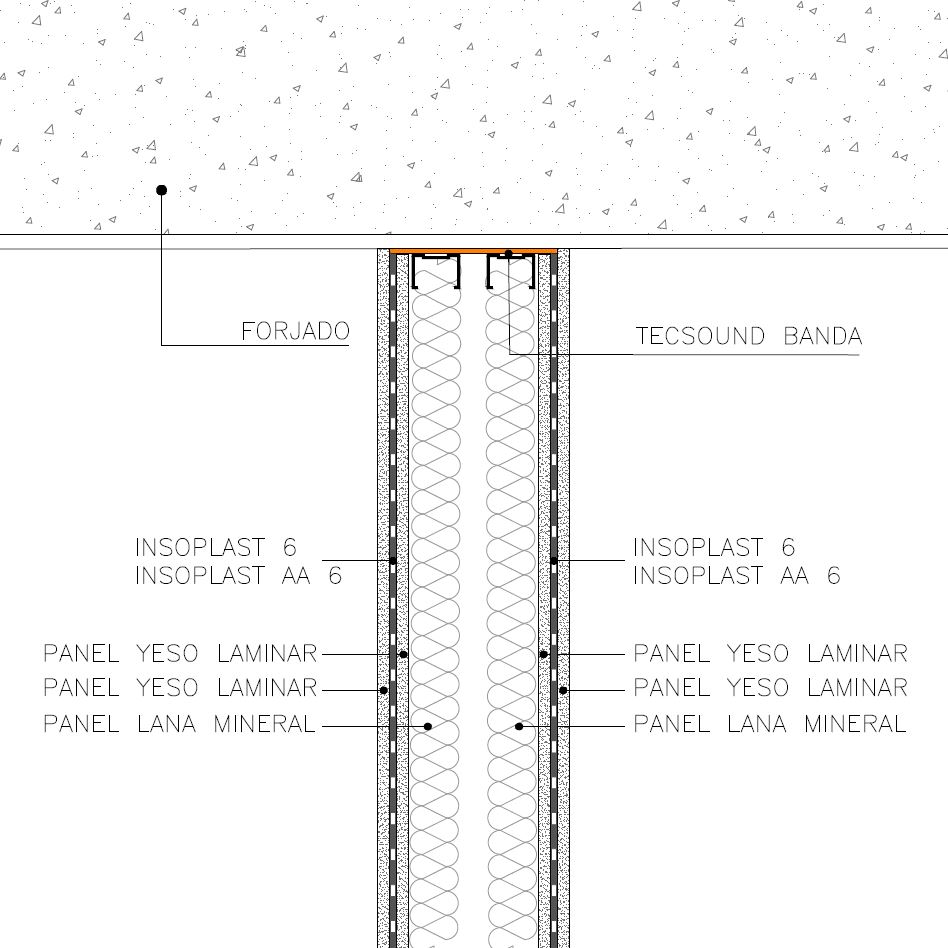 FORJADO
TECSOUND BANDA
INSOPLAST 6
INSOPLAST AA 6
PANEL YESO LAMINAR
PANEL YESO LAMINAR
PANEL LANA MINERAL
INSOPLAST 6
INSOPLAST AA 6
PANEL YESO LAMINAR
PANEL YESO LAMINAR
PANEL LANA MINERAL